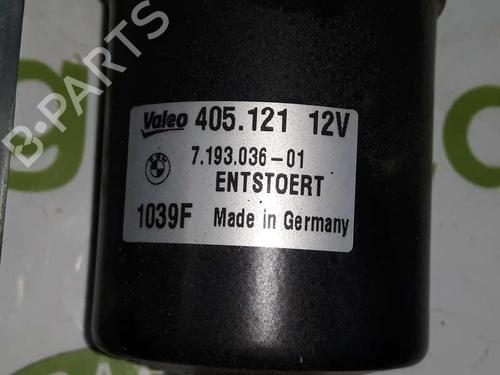 Valeo 405.121 12V
7.193.036-01
ENTSTOERT
1039F Made in Germany
B-PARTS